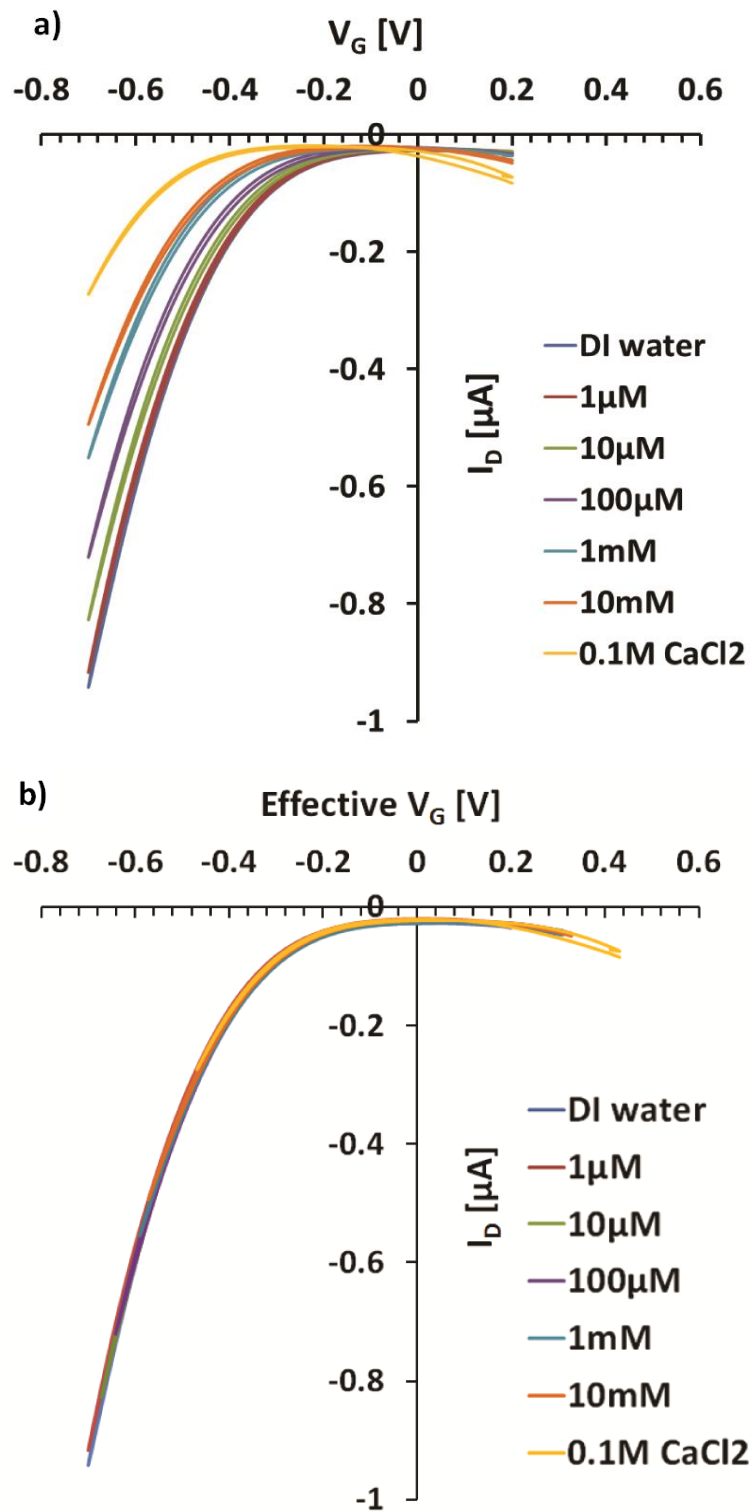 a)
V_G [V]
-0.8 -0.6 -0.4 -0.2 0 0.2 0.4 0.6
0
-0.2
-0.4
-0.6
-0.8
-1
I_D [µA]
DI water
1µM
10µM
100µM
1mM
10mM
0.1M CaCl2
b)
Effective V_G [V]
-0.8 -0.6 -0.4 -0.2 0 0.2 0.4 0.6
0
-0.2
-0.4
-0.6
-0.8
-1
I_D [µA]
DI water
1µM
10µM
100µM
1mM
10mM
0.1M CaCl2